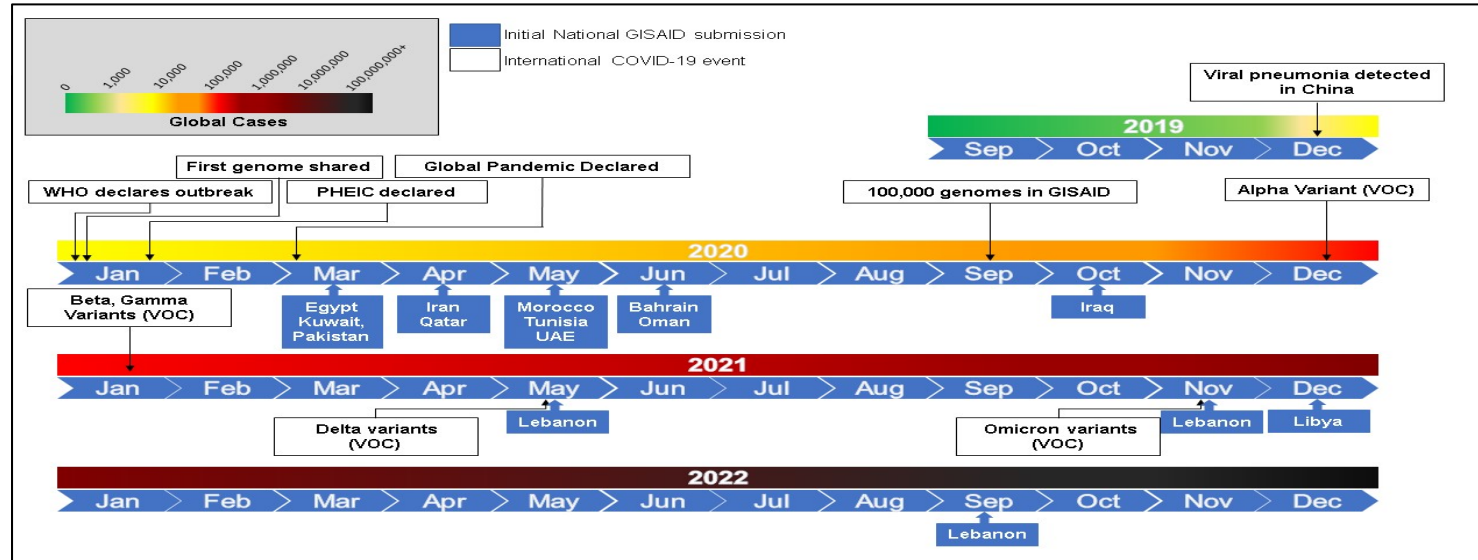 0
1,000
10,000
100,000
1,000,000
10,000,000
100,000,000+
Global Cases
Initial National GISAID submission
International COVID-19 event
Viral pneumonia detected
in China
2019
Sep
Oct
Nov
Dec
First genome shared
Global Pandemic Declared
WHO declares outbreak
PHEIC declared
100,000 genomes in GISAID
Alpha Variant (VOC)
2020
Jan
Feb
Mar
Apr
May
Jun
Jul
Aug
Sep
Oct
Nov
Dec
Beta, Gamma
Variants (VOC)
Egypt
Kuwait,
Pakistan
Iran
Qatar
Morocco
Tunisia
UAE
Bahrain
Oman
Iraq
2021
Jan
Feb
Mar
Apr
May
Jun
Jul
Aug
Sep
Oct
Nov
Dec
Delta variants
(VOC)
Lebanon
Omicron variants
(VOC)
Lebanon
Libya
2022
Jan
Feb
Mar
Apr
May
Jun
Jul
Aug
Sep
Oct
Nov
Dec
Lebanon